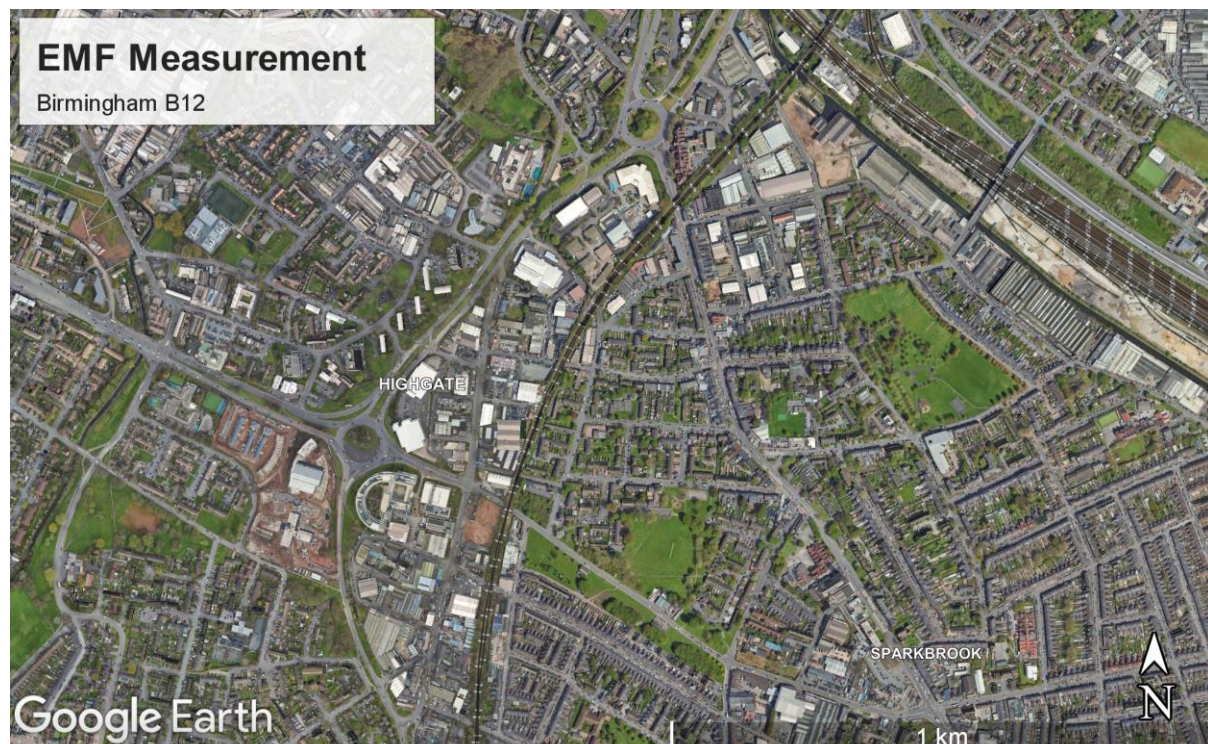 EMF Measurement
Birmingham B12
HIGHGATE
SPARKBROOK
N
Google Earth
1 km